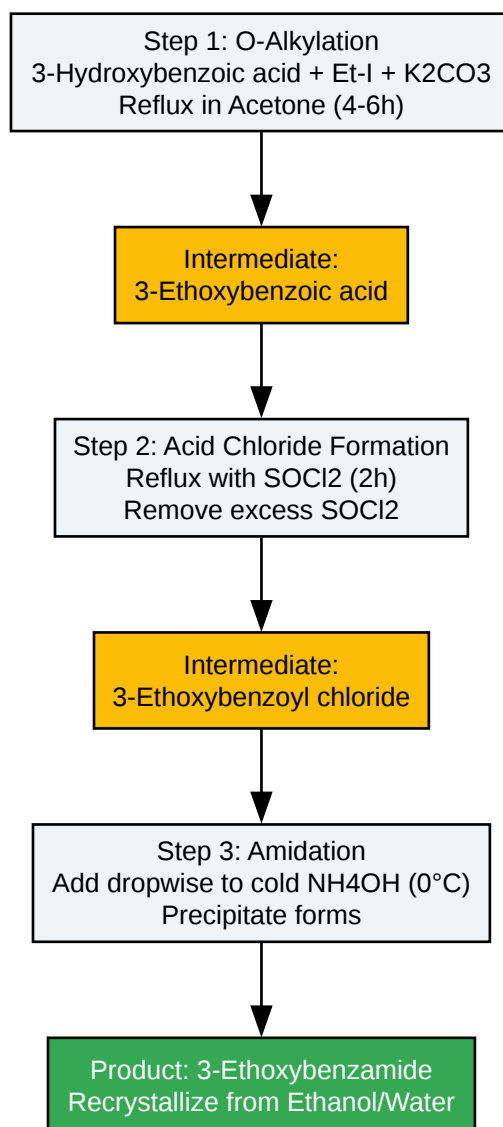 Step 1: O-Alkylation
3-Hydroxybenzoic acid + Et-I + K2CO3
Reflux in Acetone (4-6h)
Intermediate:
3-Ethoxybenzoic acid
Step 2: Acid Chloride Formation
Reflux with SOCl2 (2h)
Remove excess SOCl2
Intermediate:
3-Ethoxybenzoyl chloride
Step 3: Amidation
Add dropwise to cold NH4OH (0°C)
Precipitate forms
Product: 3-Ethoxybenzamide
Recrystallize from Ethanol/Water